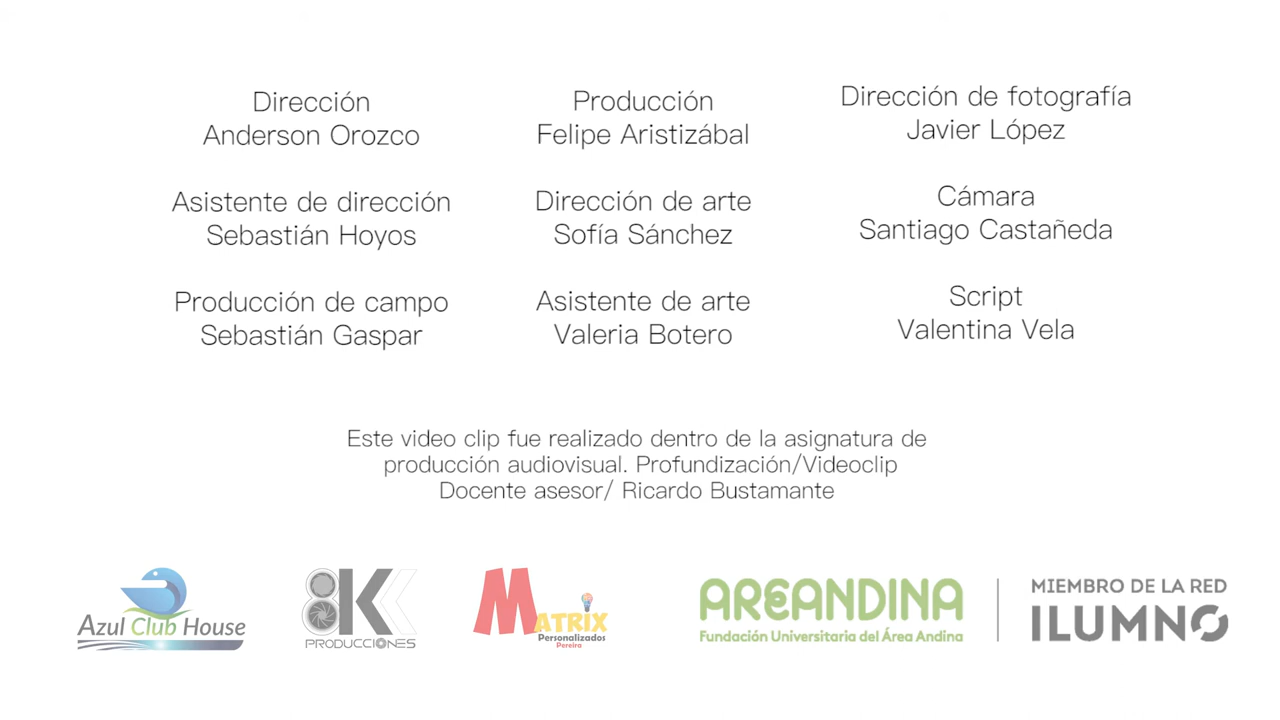 Dirección
Anderson Orozco
Producción
Felipe Aristizábal
Dirección de fotografía
Javier López
Asistente de dirección
Sebastián Hoyos
Dirección de arte
Sofía Sánchez
Cámara
Santiago Castañeda
Producción de campo
Sebastián Gaspar
Asistente de arte
Valeria Botero
Script
Valentina Vela
Este video clip fue realizado dentro de la asignatura de
producción audiovisual. Profundización/Videoclip
Docente asesor/ Ricardo Bustamante
Azul Club House
8K
PRODUCCIONES
MATRIX
Personalizados
Pereira
AREANDINA
Fundación Universitaria del Área Andina
MIEMBRO DE LA RED
ILUMNO